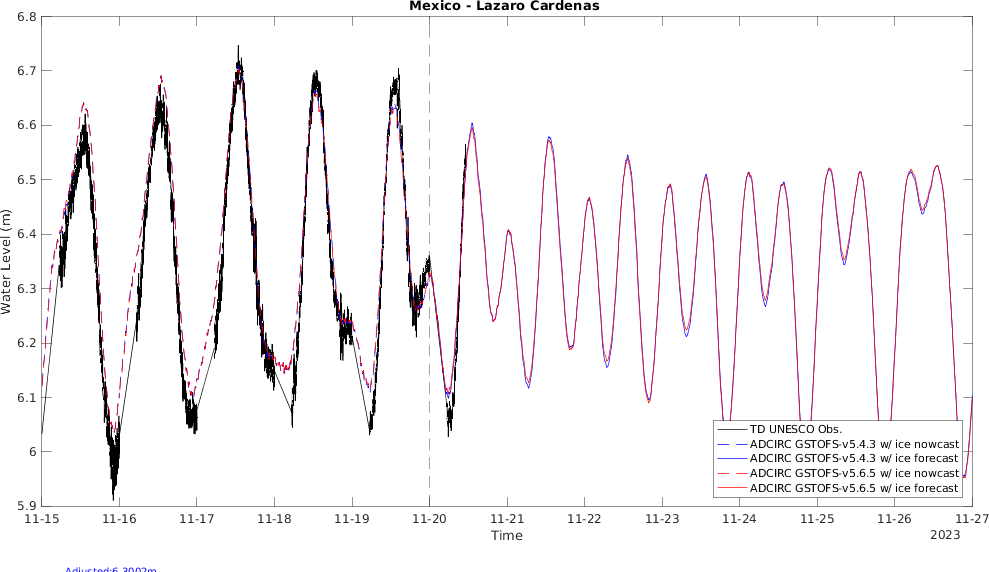 Mexico - Lazaro Cardenas
6.8
6.7
6.6
6.5
6.4
6.3
6.2
6.1
6
5.9
Water Level (m)
TD UNESCO Obs.
ADCIRC GSTOFS-v5.4.3 w/ ice nowcast
ADCIRC GSTOFS-v5.4.3 w/ ice forecast
ADCIRC GSTOFS-v5.6.5 w/ ice nowcast
ADCIRC GSTOFS-v5.6.5 w/ ice forecast
11-15 11-16 11-17 11-18 11-19 11-20 11-21 11-22 11-23 11-24 11-25 11-26 11-27
Time
2023
Adjusted:6.3002m